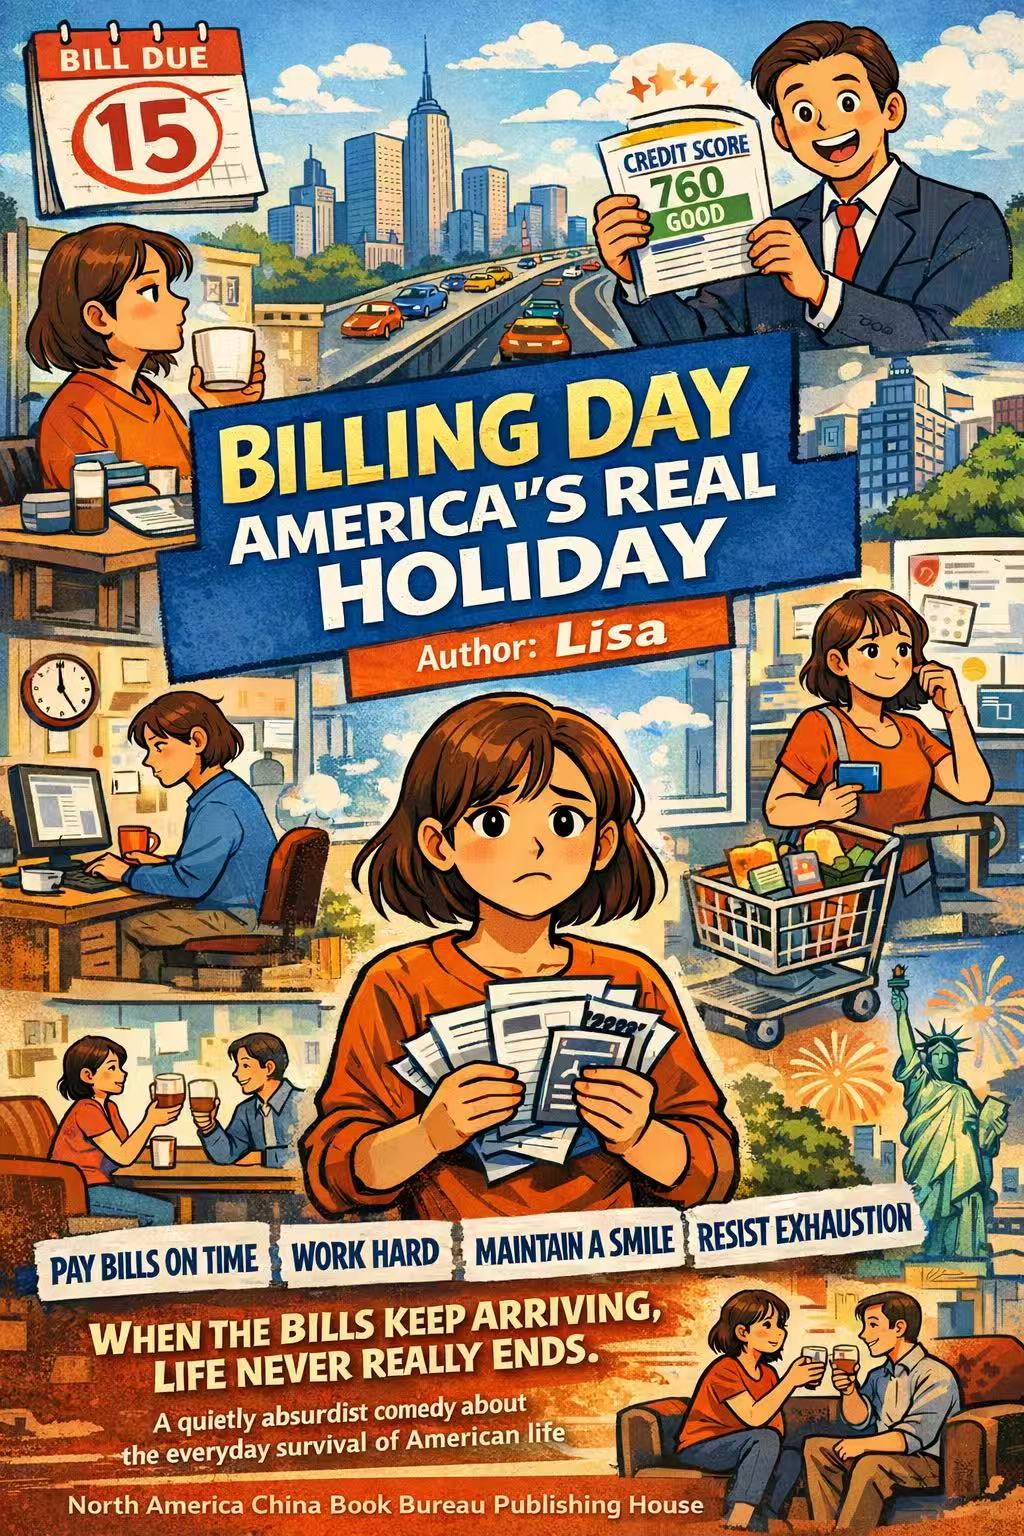 BILL DUE
15
CREDIT SCORE
760
GOOD
BILLING DAY
AMERICA"'S REAL
HOLIDAY
Author: Lisa
PAY BILLS ON TIME
WORK HARD
MAINTAIN A SMILE
RESIST EXHAUSTION
WHEN THE BILLS KEEP ARRIVING,
LIFE NEVER REALLY ENDS.
A quietly absurdist comedy about
the everyday survival of American life
North America China Book Bureau Publishing House